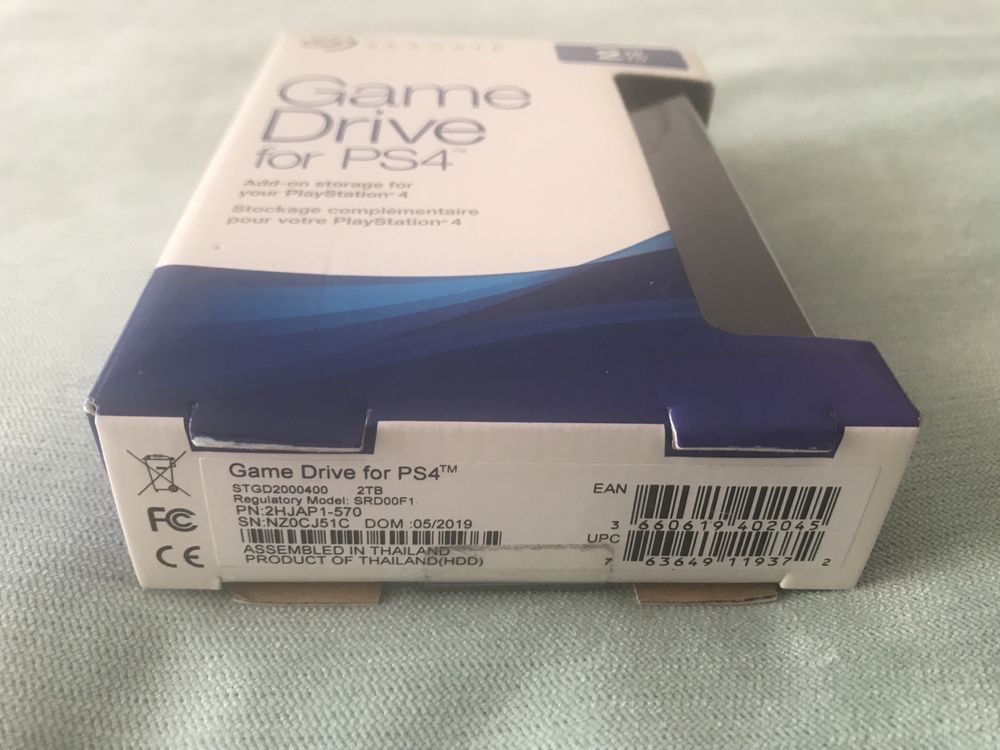 SEAGATE
2 TB
Game
Drive
for PS4™
Add-on storage for
your PlayStation®4
Stockage complémentaire
pour votre PlayStation®4
Game Drive for PS4™
STGD2000400 2TB
Regulatory Model: SRD00F1
PN:2HJAP1-570
SN:NZ0CJ51C DOM :05/2019
ASSEMBLED IN THAILAND
PRODUCT OF THAILAND(HDD)
FC
CE
EAN
3 660619 402045
UPC
7 63649 11937 2